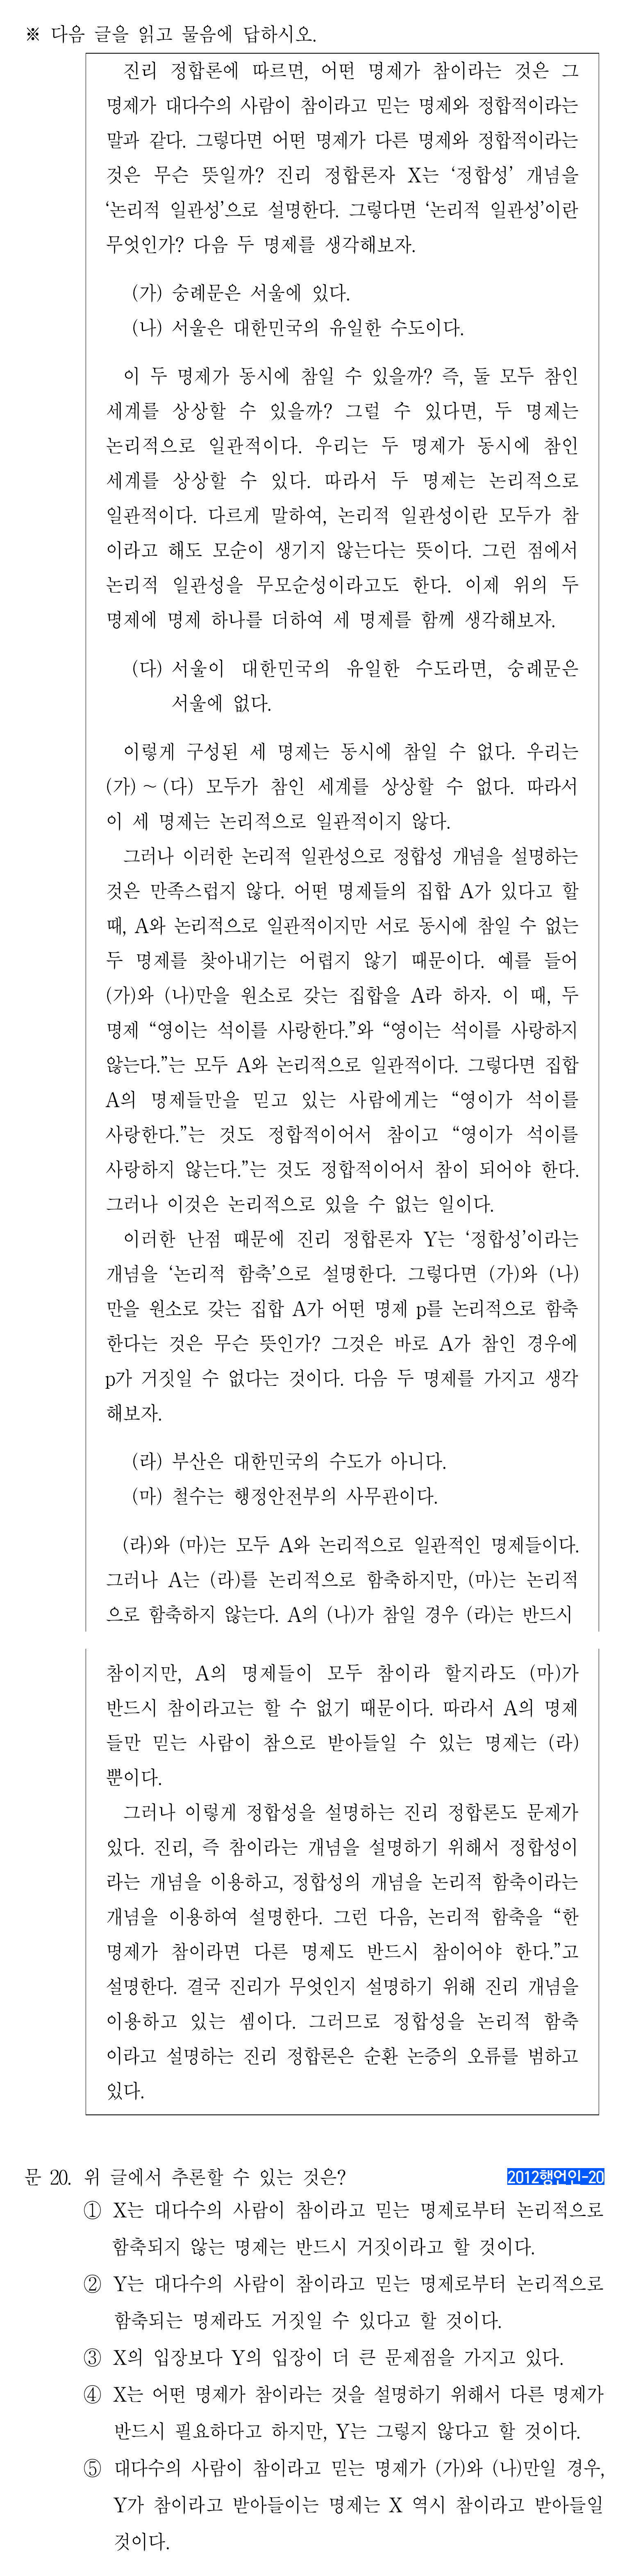 ※ 다음 글을 읽고 물음에 답하시오.
진리 정합론에 따르면, 어떤 명제가 참이라는 것은 그
명제가 대다수의 사람이 참이라고 믿는 명제와 정합적이라는
말과 같다. 그렇다면 어떤 명제가 다른 명제와 정합적이라는
것은 무슨 뜻일까? 진리 정합론자 X는 ‘정합성’ 개념을
‘논리적 일관성’으로 설명한다. 그렇다면 ‘논리적 일관성’이란
무엇인가? 다음 두 명제를 생각해보자.
(가) 숭례문은 서울에 있다.
(나) 서울은 대한민국의 유일한 수도이다.
이 두 명제가 동시에 참일 수 있을까? 즉, 둘 모두 참인
세계를 상상할 수 있을까? 그럴 수 있다면, 두 명제는
논리적으로 일관적이다. 우리는 두 명제가 동시에 참인
세계를 상상할 수 있다. 따라서 두 명제는 논리적으로
일관적이다. 다르게 말하여, 논리적 일관성이란 모두가 참
이라고 해도 모순이 생기지 않는다는 뜻이다. 그런 점에서
논리적 일관성을 무모순성이라고도 한다. 이제 위의 두
명제에 명제 하나를 더하여 세 명제를 함께 생각해보자.
(다) 서울이 대한민국의 유일한 수도라면, 숭례문은
서울에 없다.
이렇게 구성된 세 명제는 동시에 참일 수 없다. 우리는
(가) ~ (다) 모두가 참인 세계를 상상할 수 없다. 따라서
이 세 명제는 논리적으로 일관적이지 않다.
그러나 이러한 논리적 일관성으로 정합성 개념을 설명하는
것은 만족스럽지 않다. 어떤 명제들의 집합 A가 있다고 할
때, A와 논리적으로 일관적이지만 서로 동시에 참일 수 없는
두 명제를 찾아내기는 어렵지 않기 때문이다. 예를 들어
(가)와 (나)만을 원소로 갖는 집합을 A라 하자. 이 때, 두
명제 “영이는 석이를 사랑한다.”와 “영이는 석이를 사랑하지
않는다.”는 모두 A와 논리적으로 일관적이다. 그렇다면 집합
A의 명제들만을 믿고 있는 사람에게는 “영이가 석이를
사랑한다.”는 것도 정합적이어서 참이고 “영이가 석이를
사랑하지 않는다.”는 것도 정합적이어서 참이 되어야 한다.
그러나 이것은 논리적으로 있을 수 없는 일이다.
이러한 난점 때문에 진리 정합론자 Y는 ‘정합성’이라는
개념을 ‘논리적 함축’으로 설명한다. 그렇다면 (가)와 (나)
만을 원소로 갖는 집합 A가 어떤 명제 p를 논리적으로 함축
한다는 것은 무슨 뜻인가? 그것은 바로 A가 참인 경우에
p가 거짓일 수 없다는 것이다. 다음 두 명제를 가지고 생각
해보자.
(라) 부산은 대한민국의 수도가 아니다.
(마) 철수는 행정안전부의 사무관이다.
(라)와 (마)는 모두 A와 논리적으로 일관적인 명제들이다.
그러나 A는 (라)를 논리적으로 함축하지만, (마)는 논리적
으로 함축하지 않는다. A의 (나)가 참일 경우 (라)는 반드시
참이지만, A의 명제들이 모두 참이라 할지라도 (마)가
반드시 참이라고는 할 수 없기 때문이다. 따라서 A의 명제
들만 믿는 사람이 참으로 받아들일 수 있는 명제는 (라)
뿐이다.
그러나 이렇게 정합성을 설명하는 진리 정합론도 문제가
있다. 진리, 즉 참이라는 개념을 설명하기 위해서 정합성이
라는 개념을 이용하고, 정합성의 개념을 논리적 함축이라는
개념을 이용하여 설명한다. 그런 다음, 논리적 함축을 “한
명제가 참이라면 다른 명제도 반드시 참이어야 한다.”고
설명한다. 결국 진리가 무엇인지 설명하기 위해 진리 개념을
이용하고 있는 셈이다. 그러므로 정합성을 논리적 함축
이라고 설명하는 진리 정합론은 순환 논증의 오류를 범하고
있다.
문 20. 위 글에서 추론할 수 있는 것은? 2012행언인-20
① X는 대다수의 사람이 참이라고 믿는 명제로부터 논리적으로
함축되지 않는 명제는 반드시 거짓이라고 할 것이다.
② Y는 대다수의 사람이 참이라고 믿는 명제로부터 논리적으로
함축되는 명제라도 거짓일 수 있다고 할 것이다.
③ X의 입장보다 Y의 입장이 더 큰 문제점을 가지고 있다.
④ X는 어떤 명제가 참이라는 것을 설명하기 위해서 다른 명제가
반드시 필요하다고 하지만, Y는 그렇지 않다고 할 것이다.
⑤ 대다수의 사람이 참이라고 믿는 명제가 (가)와 (나)만일 경우,
Y가 참이라고 받아들이는 명제는 X 역시 참이라고 받아들일
것이다.